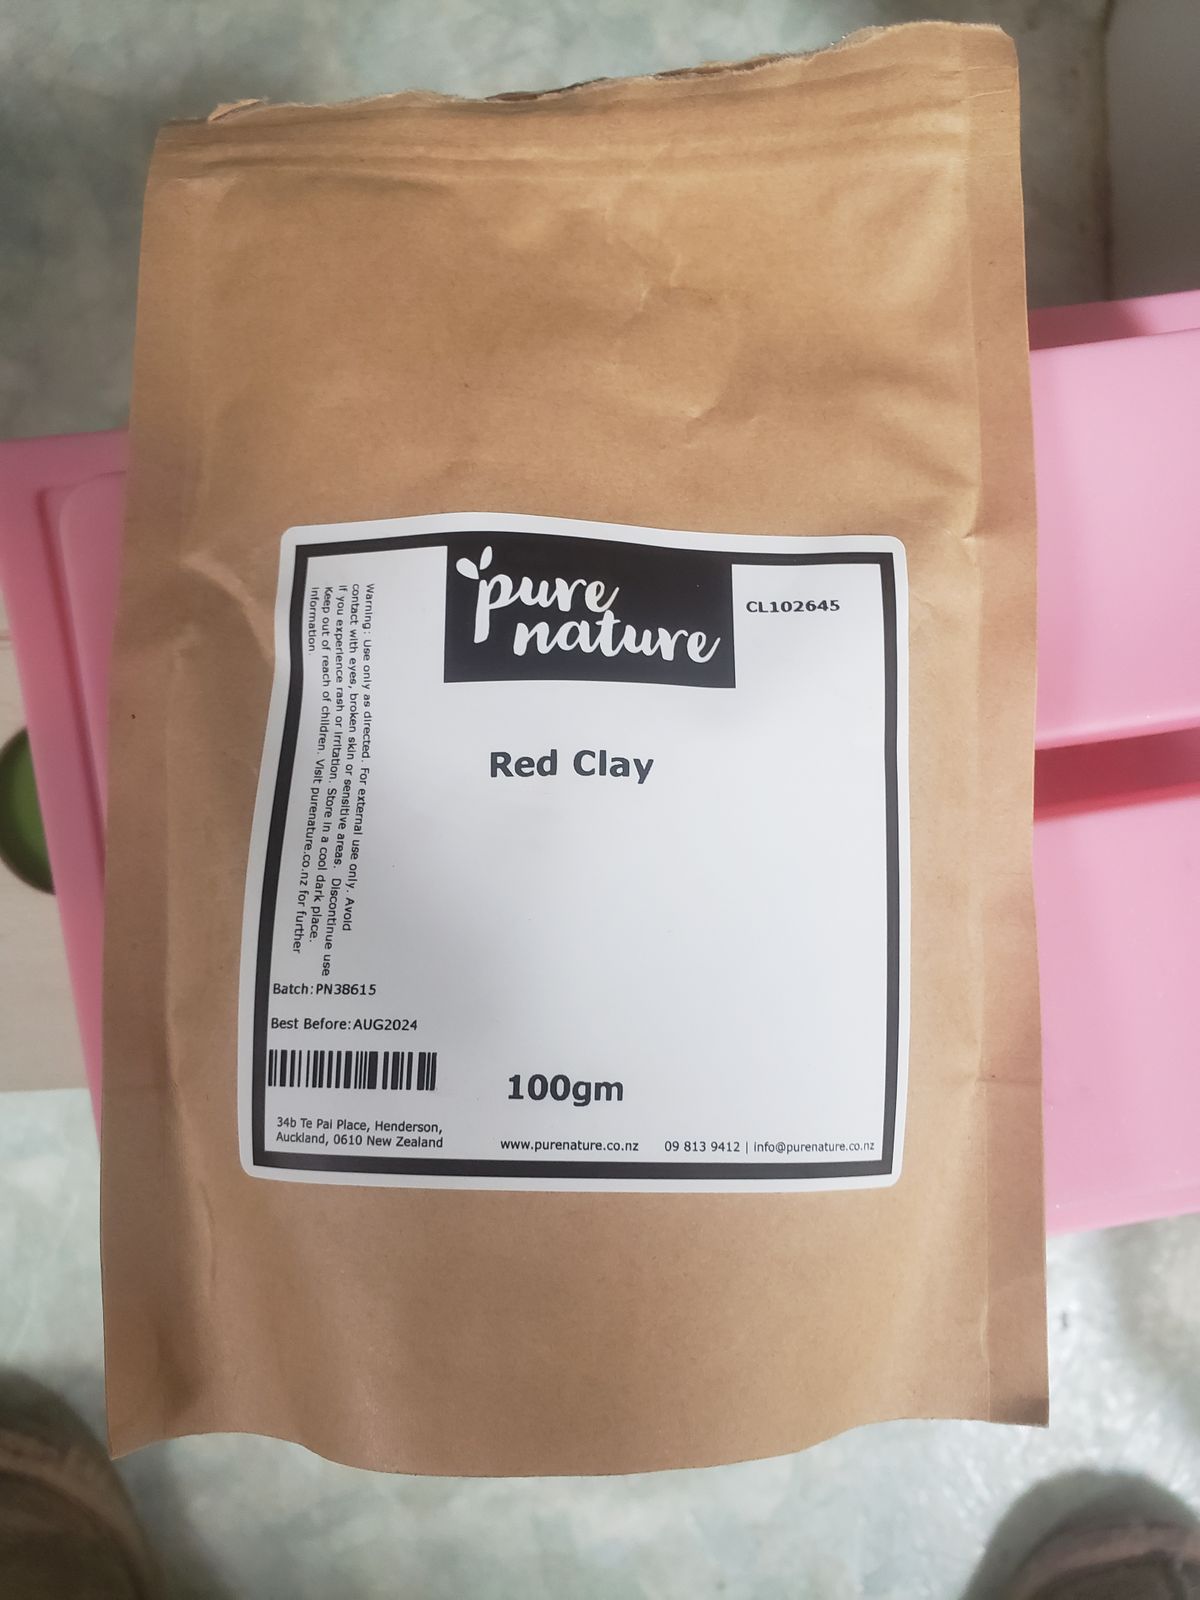 pure
nature
CL102645
Red Clay
Warning: Use only as directed. For external use only. Avoid
contact with eyes, broken skin or sensitive areas. Discontinue use
if you experience rash or irritation. Store in a cool dark place.
Keep out of reach of children. Visit purenature.co.nz for further
information.
Batch:PN38615
Best Before:AUG2024
100gm
34b Te Pai Place, Henderson,
Auckland, 0610 New Zealand
www.purenature.co.nz 09 813 9412 | info@purenature.co.nz